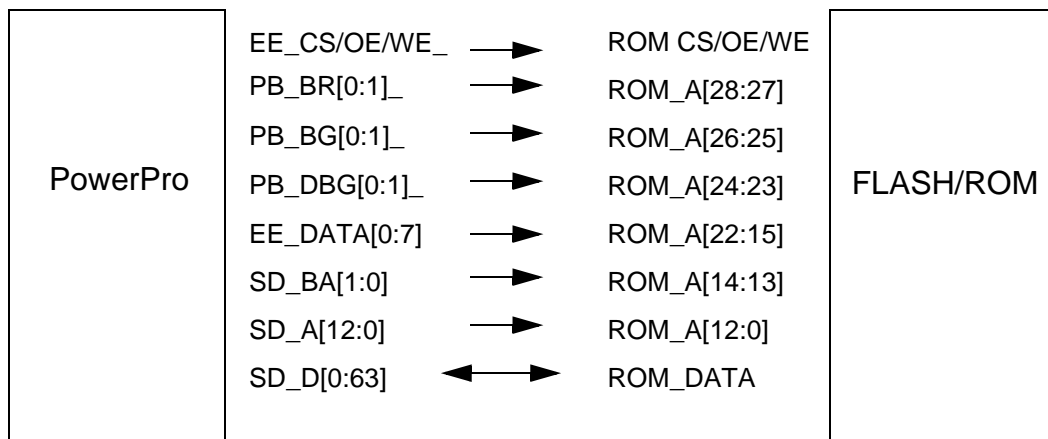 EE_CS/OE/WE_ ROM CS/OE/WE
PB_BR[0:1]_ ROM_A[28:27]
PB_BG[0:1]_ ROM_A[26:25]
PowerPro PB_DBG[0:1]_ ROM_A[24:23] FLASH/ROM
EE_DATA[0:7] ROM_A[22:15]
SD_BA[1:0] ROM_A[14:13]
SD_A[12:0] ROM_A[12:0]
SD_D[0:63] ROM_DATA